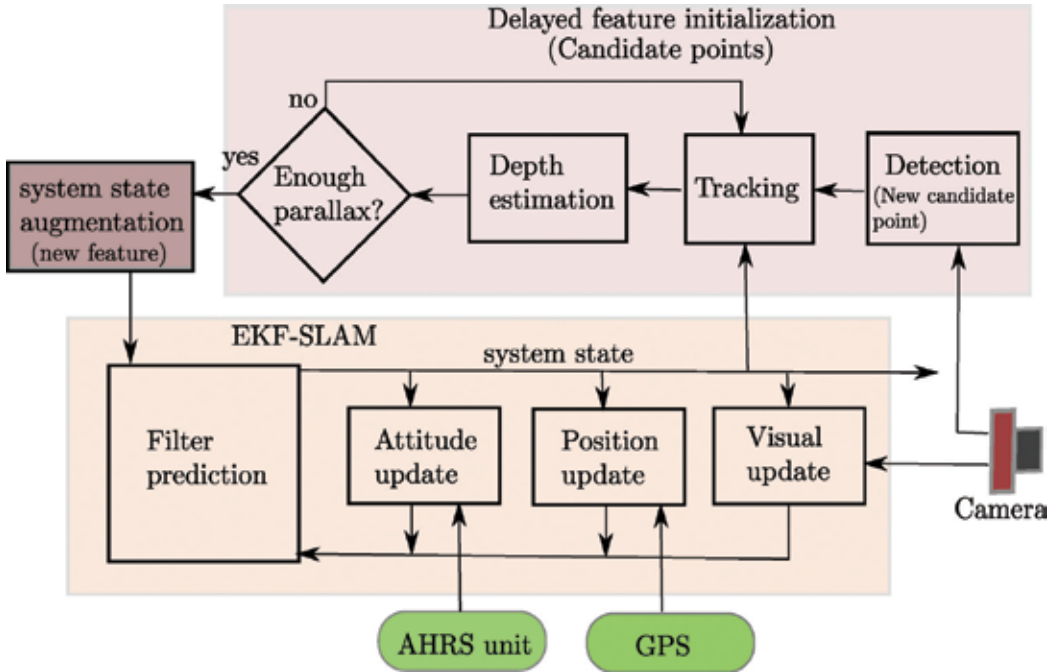 Delayed feature initialization
(Candidate points)
no
yes
Enough
parallax?
Depth
estimation
Tracking
Detection
(New candidate
point)
system state
augmentation
(new feature)
EKF-SLAM
system state
Filter
prediction
Attitude
update
Position
update
Visual
update
Camera
AHRS unit
GPS